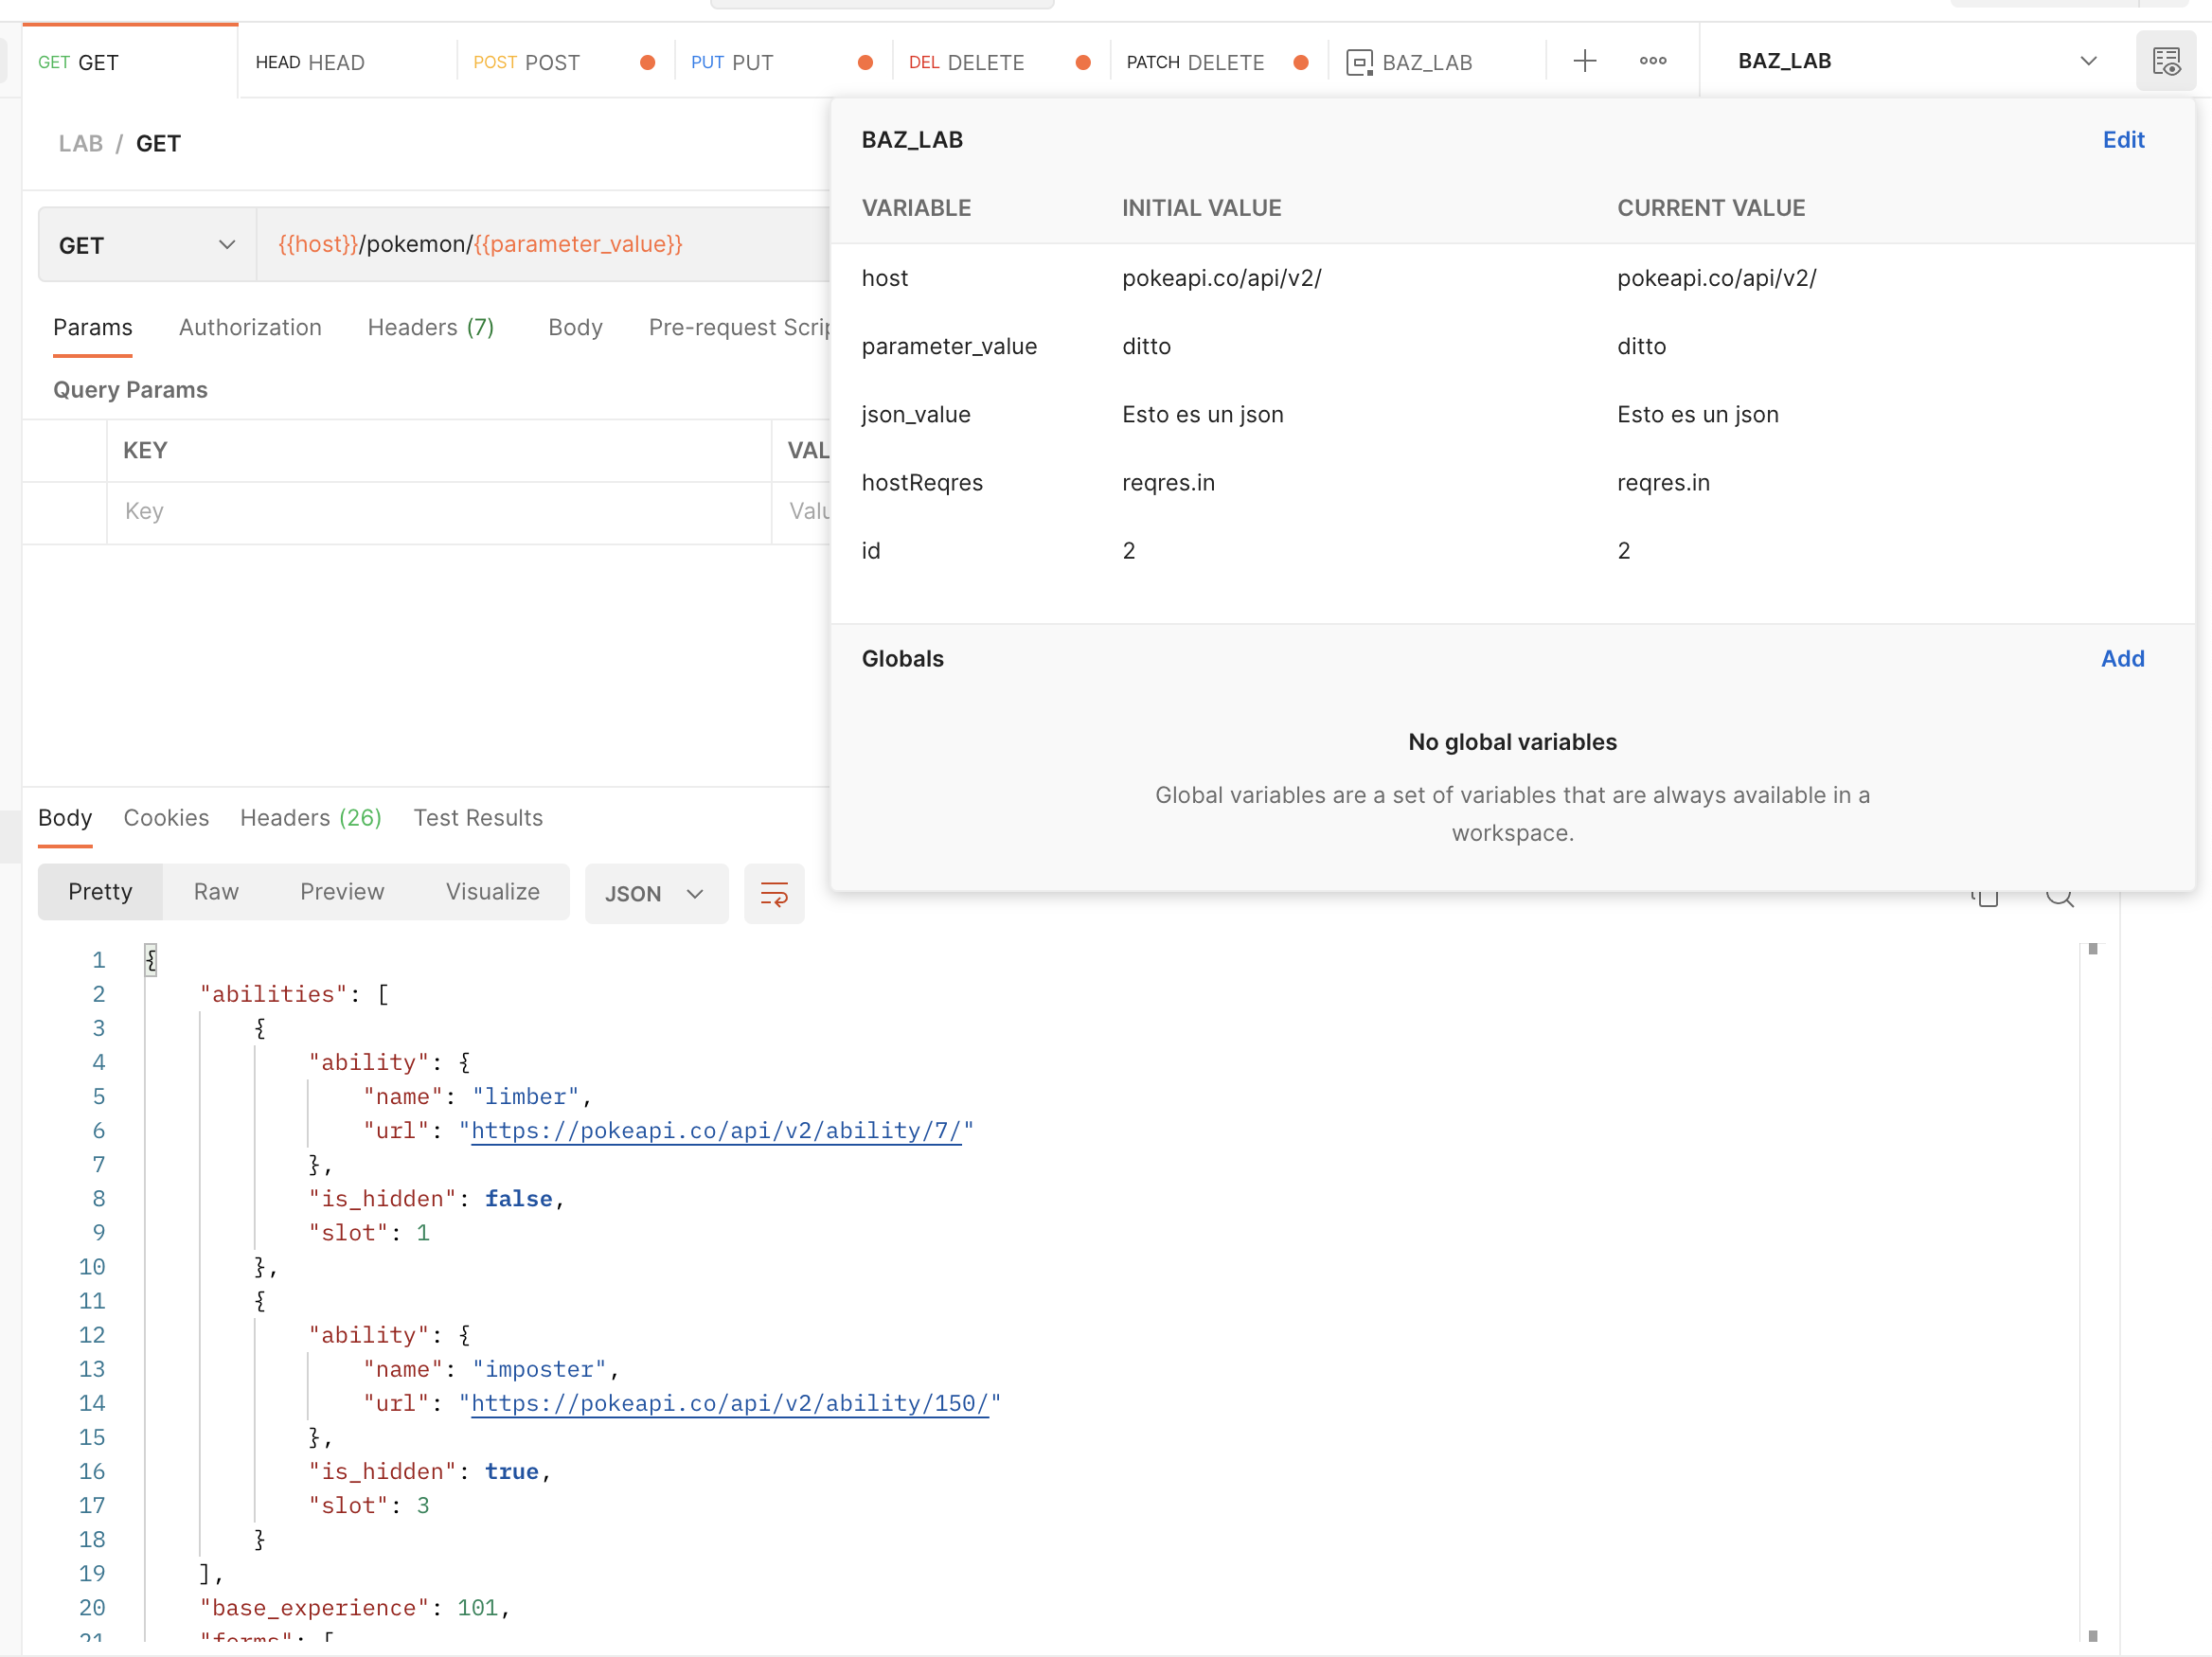 GET GET
HEAD HEAD
POST POST
PUT PUT
DEL DELETE
PATCH DELETE
BAZ_LAB
BAZ_LAB
LAB / GET
GET
{{host}}/pokemon/{{parameter_value}}
Params Authorization Headers (7) Body Pre-request
Query Params
KEY
Key
BAZ_LAB Edit
VARIABLE INITIAL VALUE CURRENT VALUE
host pokeapi.co/api/v2/ pokeapi.co/api/v2/
parameter_value ditto ditto
json_value Esto es un json Esto es un json
hostReqres reqres.in reqres.in
id 2 2
Globals Add
No global variables
Global variables are a set of variables that are always available in a
workspace.
Body Cookies Headers (26) Test Results
Pretty Raw Preview Visualize JSON
1 {
2 "abilities": [
3 {
4 "ability": {
5 "name": "limber",
6 "url": "https://pokeapi.co/api/v2/ability/7/"
7 },
8 "is_hidden": false,
9 "slot": 1
10 },
11 {
12 "ability": {
13 "name": "imposter",
14 "url": "https://pokeapi.co/api/v2/ability/150/"
15 },
16 "is_hidden": true,
17 "slot": 3
18 }
19 ],
20 "base_experience": 101,
21 "forms": [